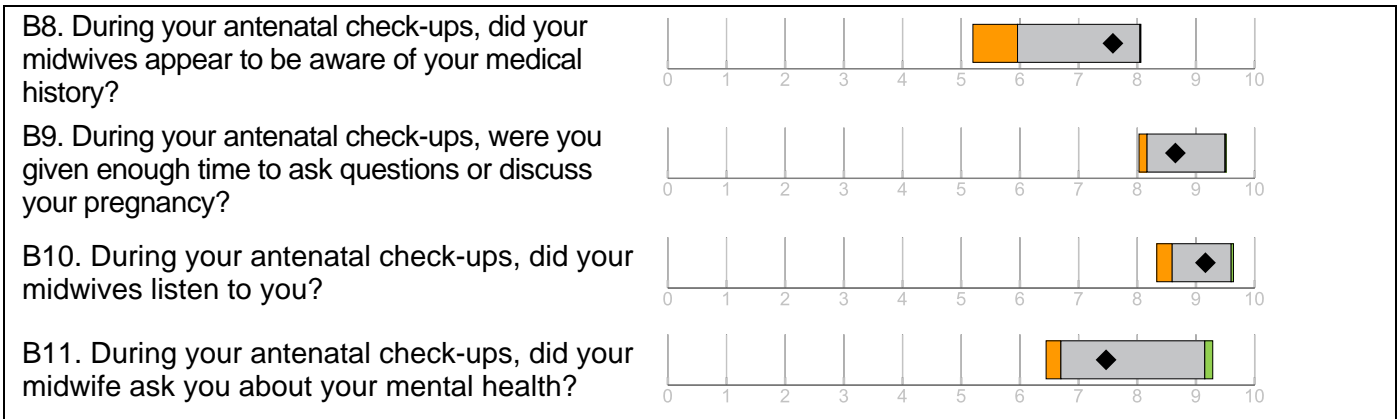 B8. During your antenatal check-ups, did your
midwives appear to be aware of your medical
history?
0 1 2 3 4 5 6 7 8 9 10
B9. During your antenatal check-ups, were you
given enough time to ask questions or discuss
your pregnancy?
0 1 2 3 4 5 6 7 8 9 10
B10. During your antenatal check-ups, did your
midwives listen to you?
0 1 2 3 4 5 6 7 8 9 10
B11. During your antenatal check-ups, did your
midwife ask you about your mental health?
0 1 2 3 4 5 6 7 8 9 10